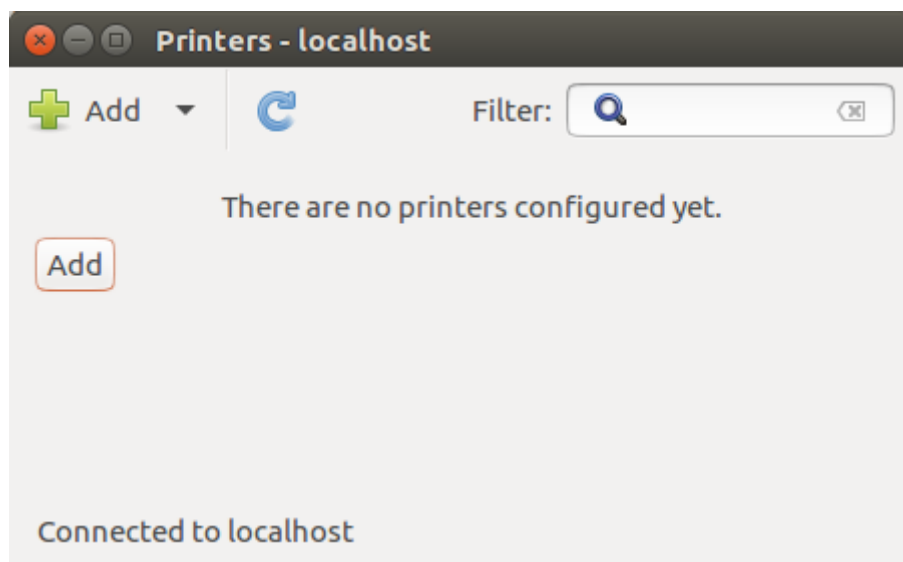 Printers - localhost
Add Filter:
There are no printers configured yet.
Add
Connected to localhost